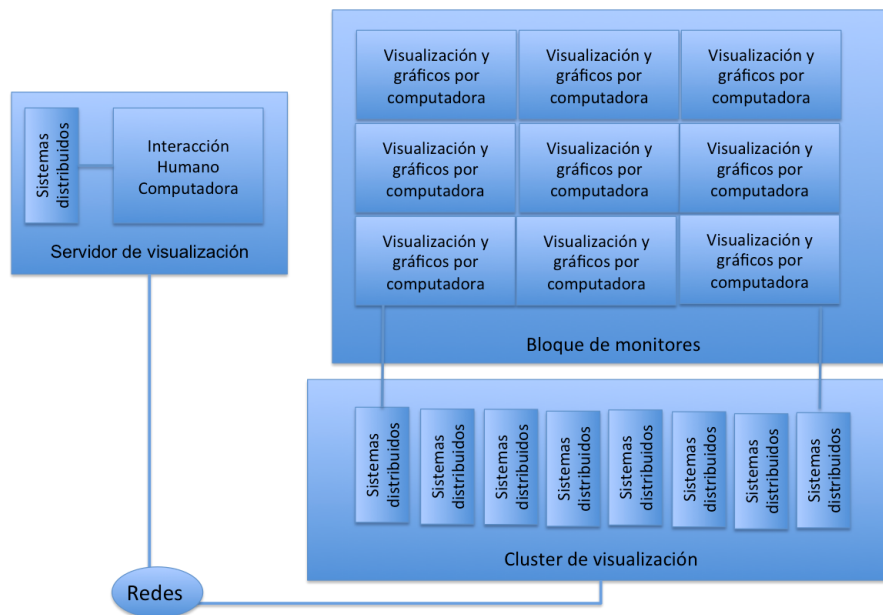 Sistemas
distribuidos
Interacción
Humano
Computadora
Servidor de visualización
Visualización y
gráficos por
computadora
Visualización y
gráficos por
computadora
Visualización y
gráficos por
computadora
Visualización y
gráficos por
computadora
Visualización y
gráficos por
computadora
Visualización y
gráficos por
computadora
Visualización y
gráficos por
computadora
Visualización y
gráficos por
computadora
Visualización y
gráficos por
computadora
Bloque de monitores
Sistemas
distribuidos
Sistemas
distribuidos
Sistemas
distribuidos
Sistemas
distribuidos
Sistemas
distribuidos
Sistemas
distribuidos
Sistemas
distribuidos
Sistemas
distribuidos
Cluster de visualización
Redes